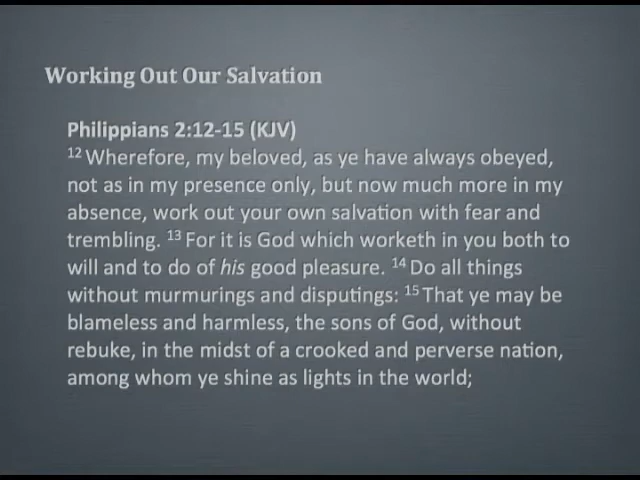 Working Out Our Salvation
Philippians 2:12-15 (KJV)
12 Wherefore, my beloved, as ye have always obeyed,
not as in my presence only, but now much more in my
absence, work out your own salvation with fear and
trembling. 13 For it is God which worketh in you both to
will and to do of his good pleasure. 14 Do all things
without murmurings and disputings: 15 That ye may be
blameless and harmless, the sons of God, without
rebuke, in the midst of a crooked and perverse nation,
among whom ye shine as lights in the world;